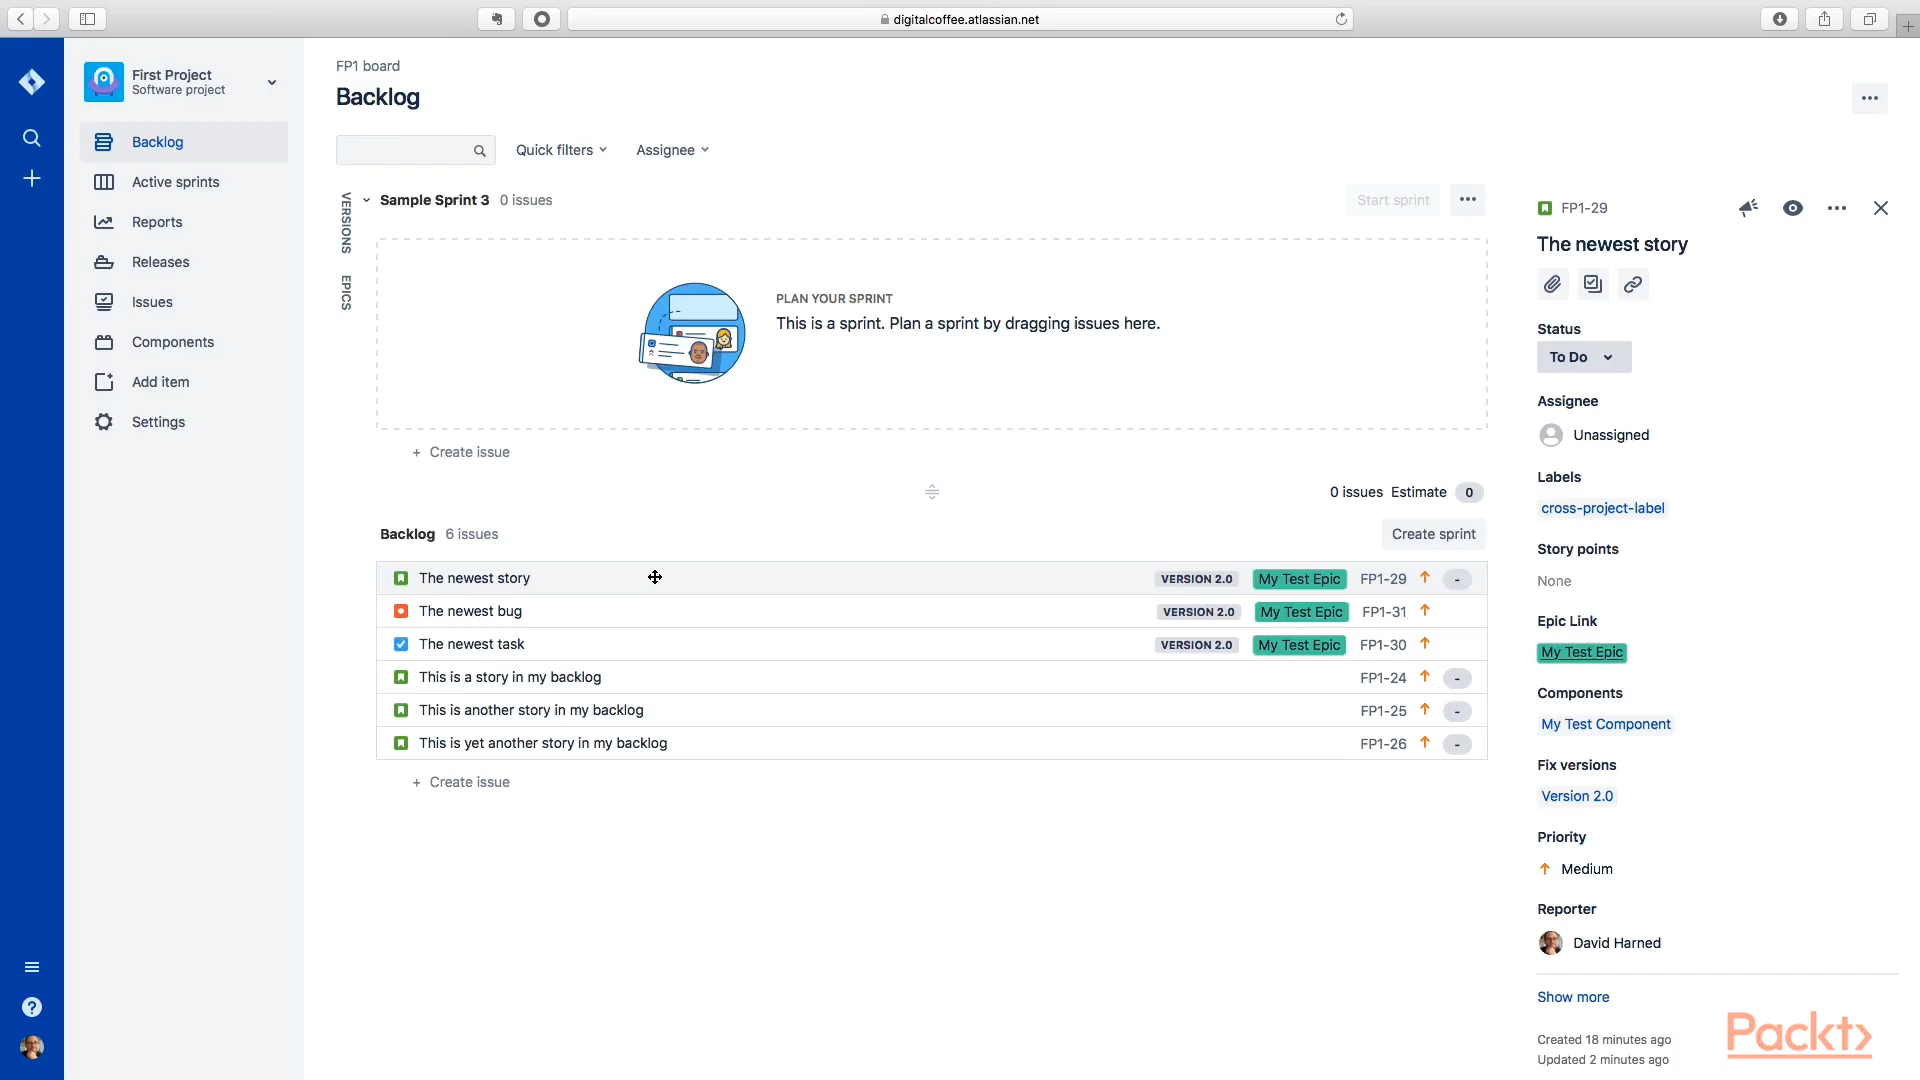 digitalcoffee.atlassian.net
First Project
Software project
Backlog
Active sprints
Reports
Releases
Issues
Components
Add item
Settings
FP1 board
Backlog
Quick filters
Assignee
VERSIONS
EPICS
Sample Sprint 3 0 issues
Start sprint
PLAN YOUR SPRINT
This is a sprint. Plan a sprint by dragging issues here.
+ Create issue
0 issues Estimate 0
Backlog 6 issues
Create sprint
The newest story VERSION 2.0 My Test Epic FP1-29 -
The newest bug VERSION 2.0 My Test Epic FP1-31
The newest task VERSION 2.0 My Test Epic FP1-30
This is a story in my backlog FP1-24 -
This is another story in my backlog FP1-25 -
This is yet another story in my backlog FP1-26 -
+ Create issue
FP1-29
The newest story
Status
To Do
Assignee
Unassigned
Labels
cross-project-label
Story points
None
Epic Link
My Test Epic
Components
My Test Component
Fix versions
Version 2.0
Priority
Medium
Reporter
David Harned
Show more
Created 18 minutes ago
Updated 2 minutes ago
Packt>